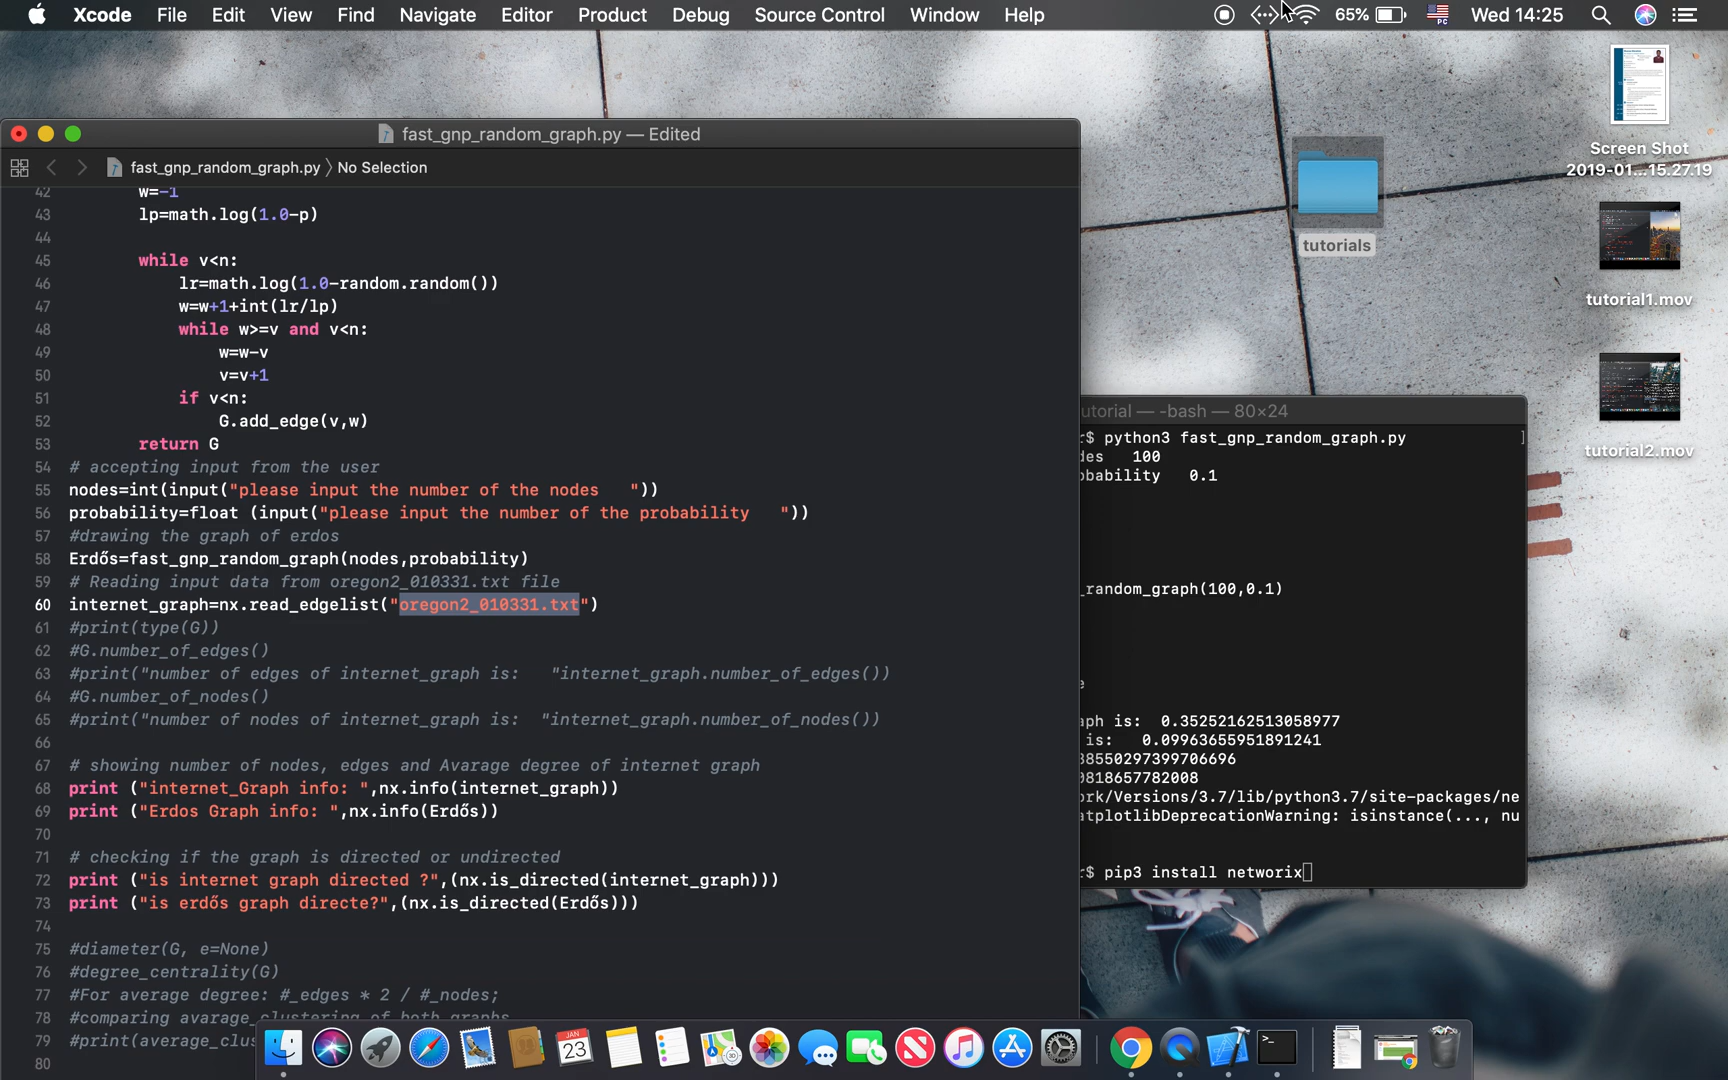 Xcode File Edit View Find Navigate Editor Product Debug Source Control Window Help 65% PC Wed 14:25
fast_gnp_random_graph.py — Edited
fast_gnp_random_graph.py No Selection
42 w=-1
43 lp=math.log(1.0-p)
44
45 while v<n:
46 lr=math.log(1.0-random.random())
47 w=w+1+int(lr/lp)
48 while w>=v and v<n:
49 w=w-v
50 v=v+1
51 if v<n:
52 G.add_edge(v,w)
53 return G
54 # accepting input from the user
55 nodes=int(input("please input the number of the nodes   "))
56 probability=float (input("please input the number of the probability   "))
57 #drawing the graph of erdos
58 Erdős=fast_gnp_random_graph(nodes,probability)
59 # Reading input data from oregon2_010331.txt file
60 internet_graph=nx.read_edgelist("oregon2_010331.txt")
61 #print(type(G))
62 #G.number_of_edges()
63 #print("number of edges of internet_graph is:   "internet_graph.number_of_edges())
64 #G.number_of_nodes()
65 #print("number of nodes of internet_graph is:  "internet_graph.number_of_nodes())
66
67 # showing number of nodes, edges and Avarage degree of internet graph
68 print ("internet_Graph info: ",nx.info(internet_graph))
69 print ("Erdos Graph info: ",nx.info(Erdős))
70
71 # checking if the graph is directed or undirected
72 print ("is internet graph directed ?",(nx.is_directed(internet_graph)))
73 print ("is erdős graph directe?",(nx.is_directed(Erdős)))
74
75 #diameter(G, e=None)
76 #degree_centrality(G)
77 #For average degree: #_edges * 2 / #_nodes;
78 #comparing avarage_clustering of both graphs
79 #print(average_clus
80
utorial — -bash — 80×24
r$ python3 fast_gnp_random_graph.py ]
des   100
obability   0.1
_random_graph(100,0.1)
e
aph is:  0.35252162513058977
is:   0.09963655951891241
38550297399706696
0818657782008
ork/Versions/3.7/lib/python3.7/site-packages/ne
atplotlibDeprecationWarning: isinstance(..., nu
r$ pip3 install networix
tutorials
Screen Shot
2019-01...15.27.19
tutorial1.mov
tutorial2.mov
JAN
23